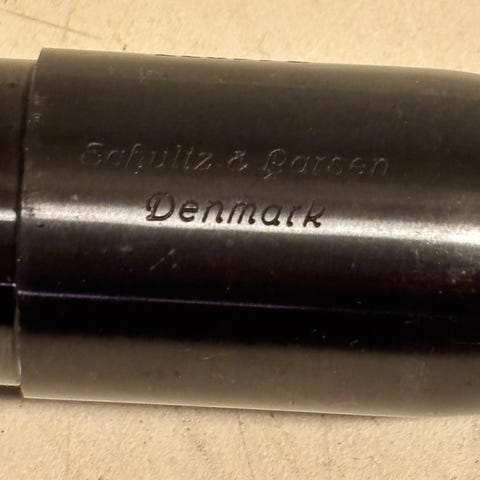 Schultz & Larsen
Denmark